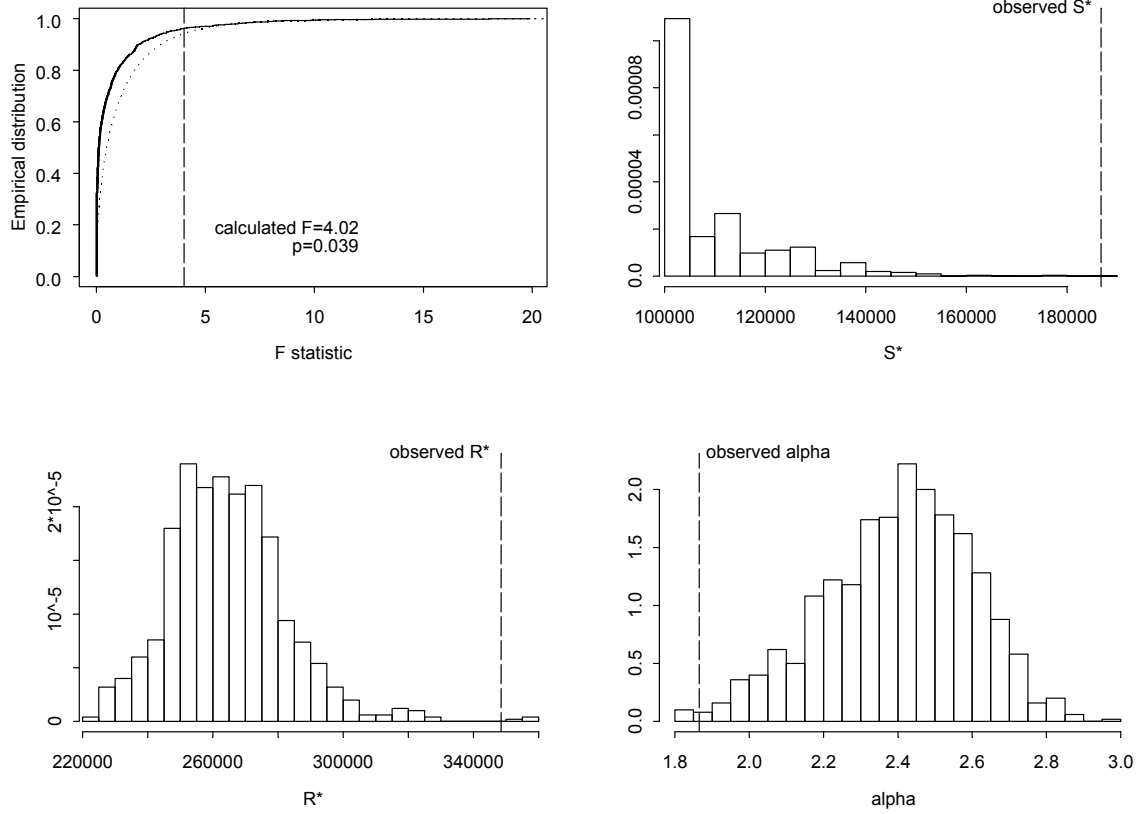 Empirical distribution
0.0 0.2 0.4 0.6 0.8 1.0
calculated F=4.02
p=0.039
0 5 10 15 20
F statistic
observed S*
0.0 0.00004 0.00008
100000 120000 140000 160000 180000
S*
observed R*
0 10^-5 2*10^-5
220000 260000 300000 340000
R*
observed alpha
0.0 0.5 1.0 1.5 2.0
1.8 2.0 2.2 2.4 2.6 2.8 3.0
alpha